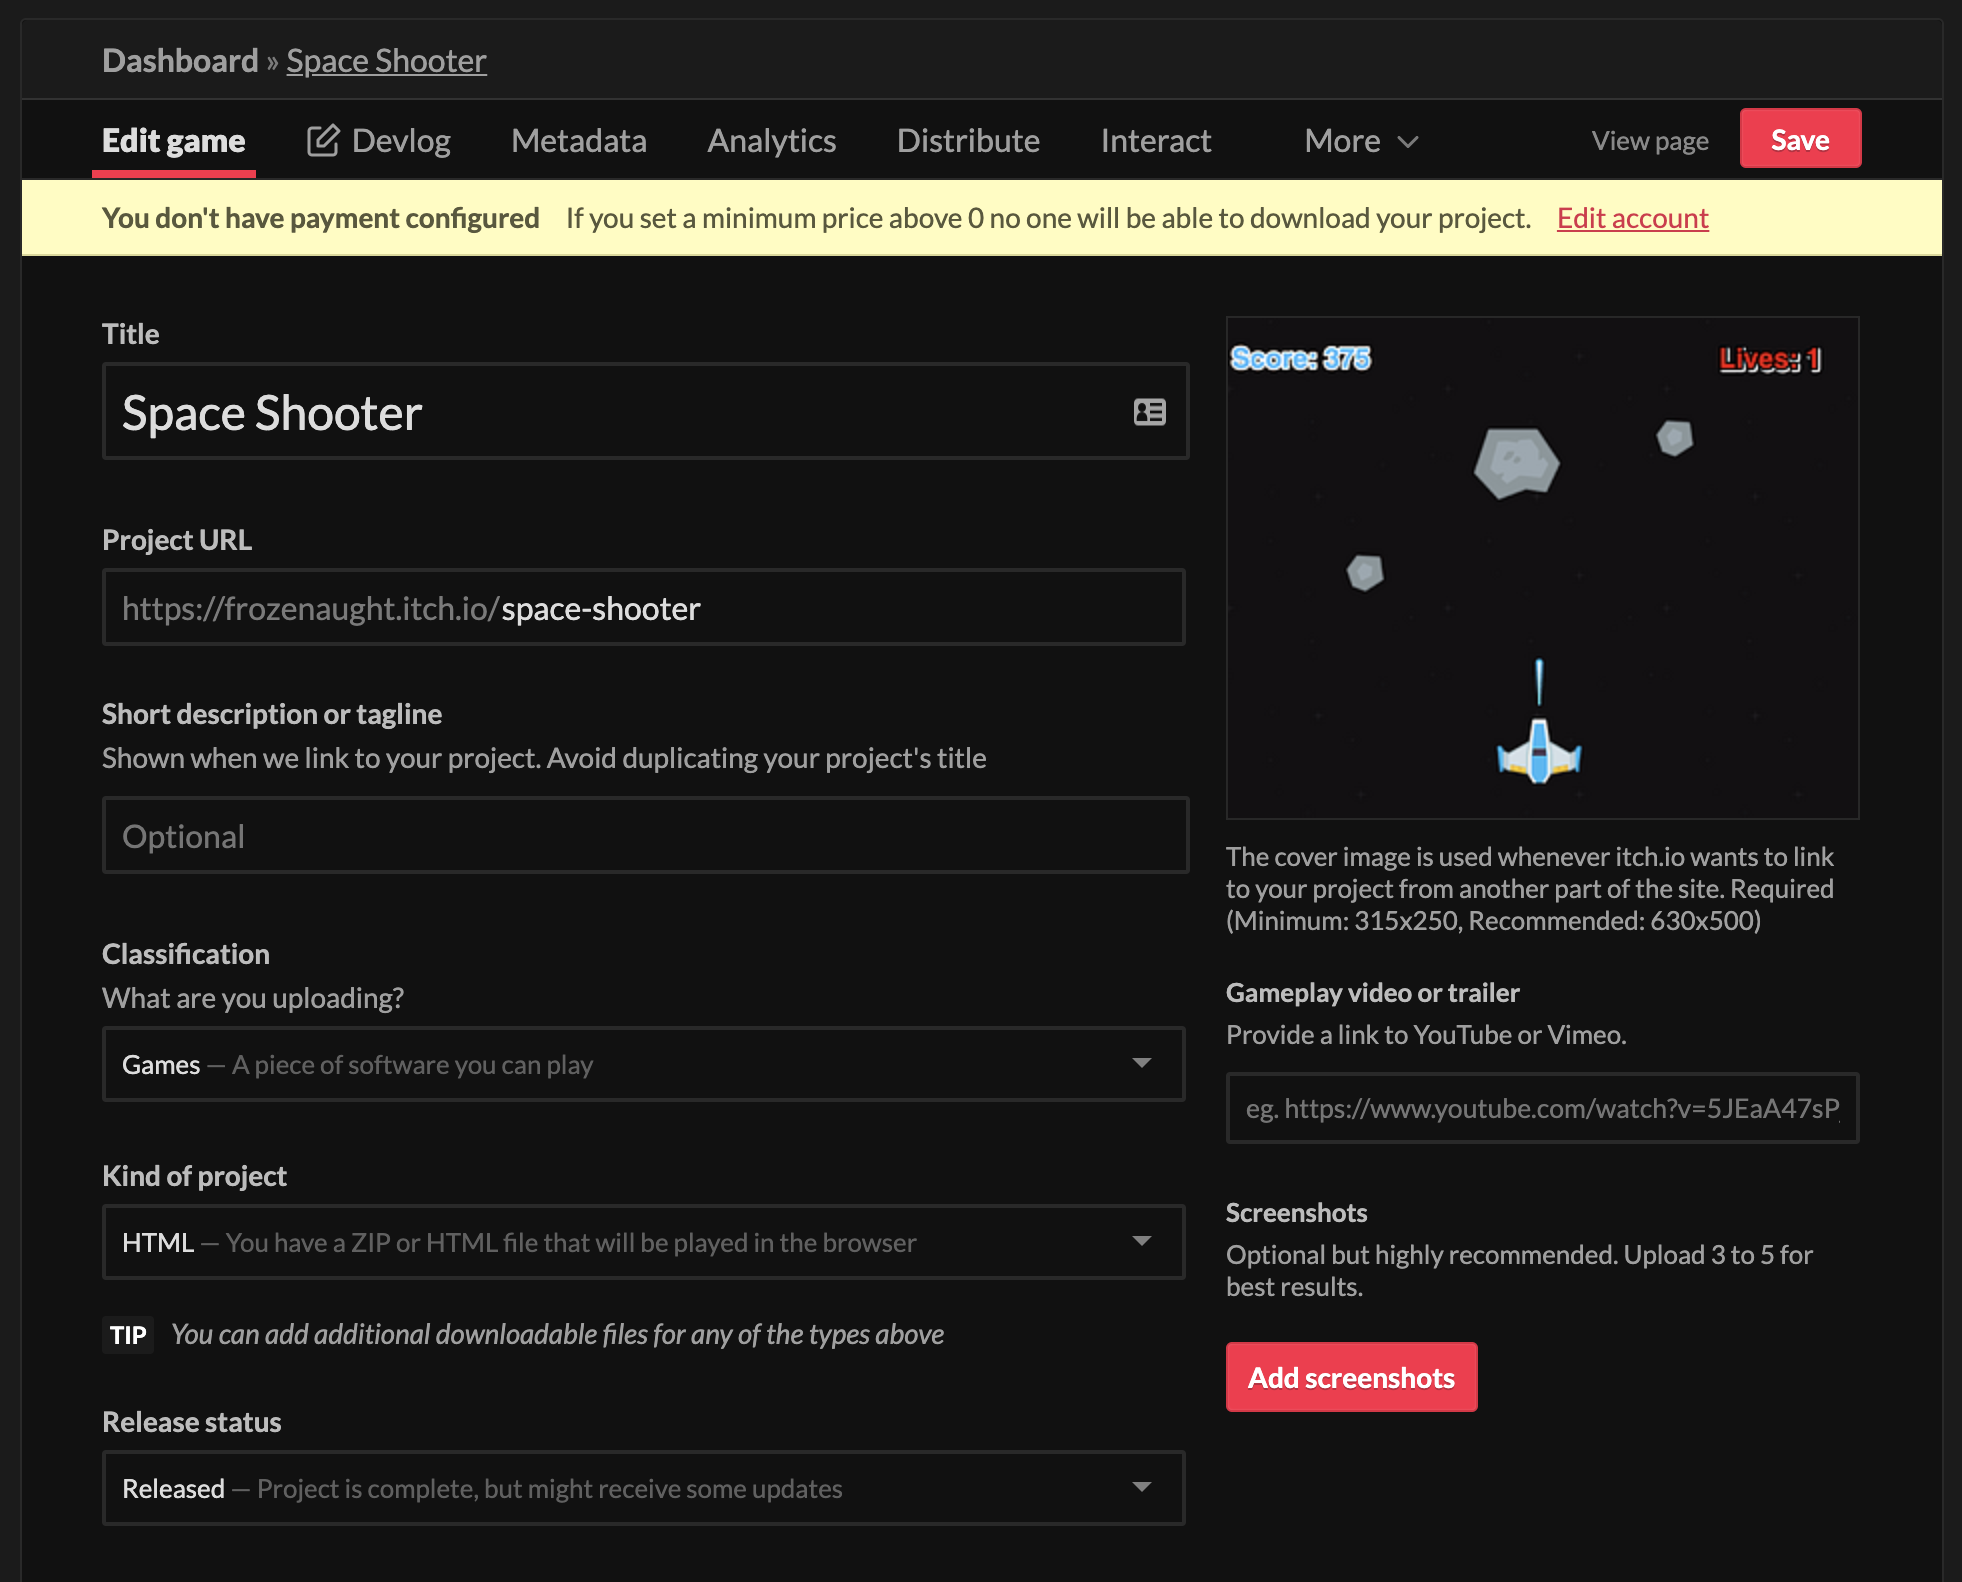 Dashboard » Space Shooter
Edit game Devlog Metadata Analytics Distribute Interact More View page Save
You don't have payment configured If you set a minimum price above 0 no one will be able to download your project. Edit account
Title
Space Shooter
Project URL
https://frozenaught.itch.io/space-shooter
Short description or tagline
Shown when we link to your project. Avoid duplicating your project's title
Optional
Classification
What are you uploading?
Games — A piece of software you can play
Kind of project
HTML — You have a ZIP or HTML file that will be played in the browser
TIP You can add additional downloadable files for any of the types above
Release status
Released — Project is complete, but might receive some updates
Score: 375 Lives: 1
The cover image is used whenever itch.io wants to link
to your project from another part of the site. Required
(Minimum: 315x250, Recommended: 630x500)
Gameplay video or trailer
Provide a link to YouTube or Vimeo.
eg. https://www.youtube.com/watch?v=5JEaA47sP
Screenshots
Optional but highly recommended. Upload 3 to 5 for
best results.
Add screenshots